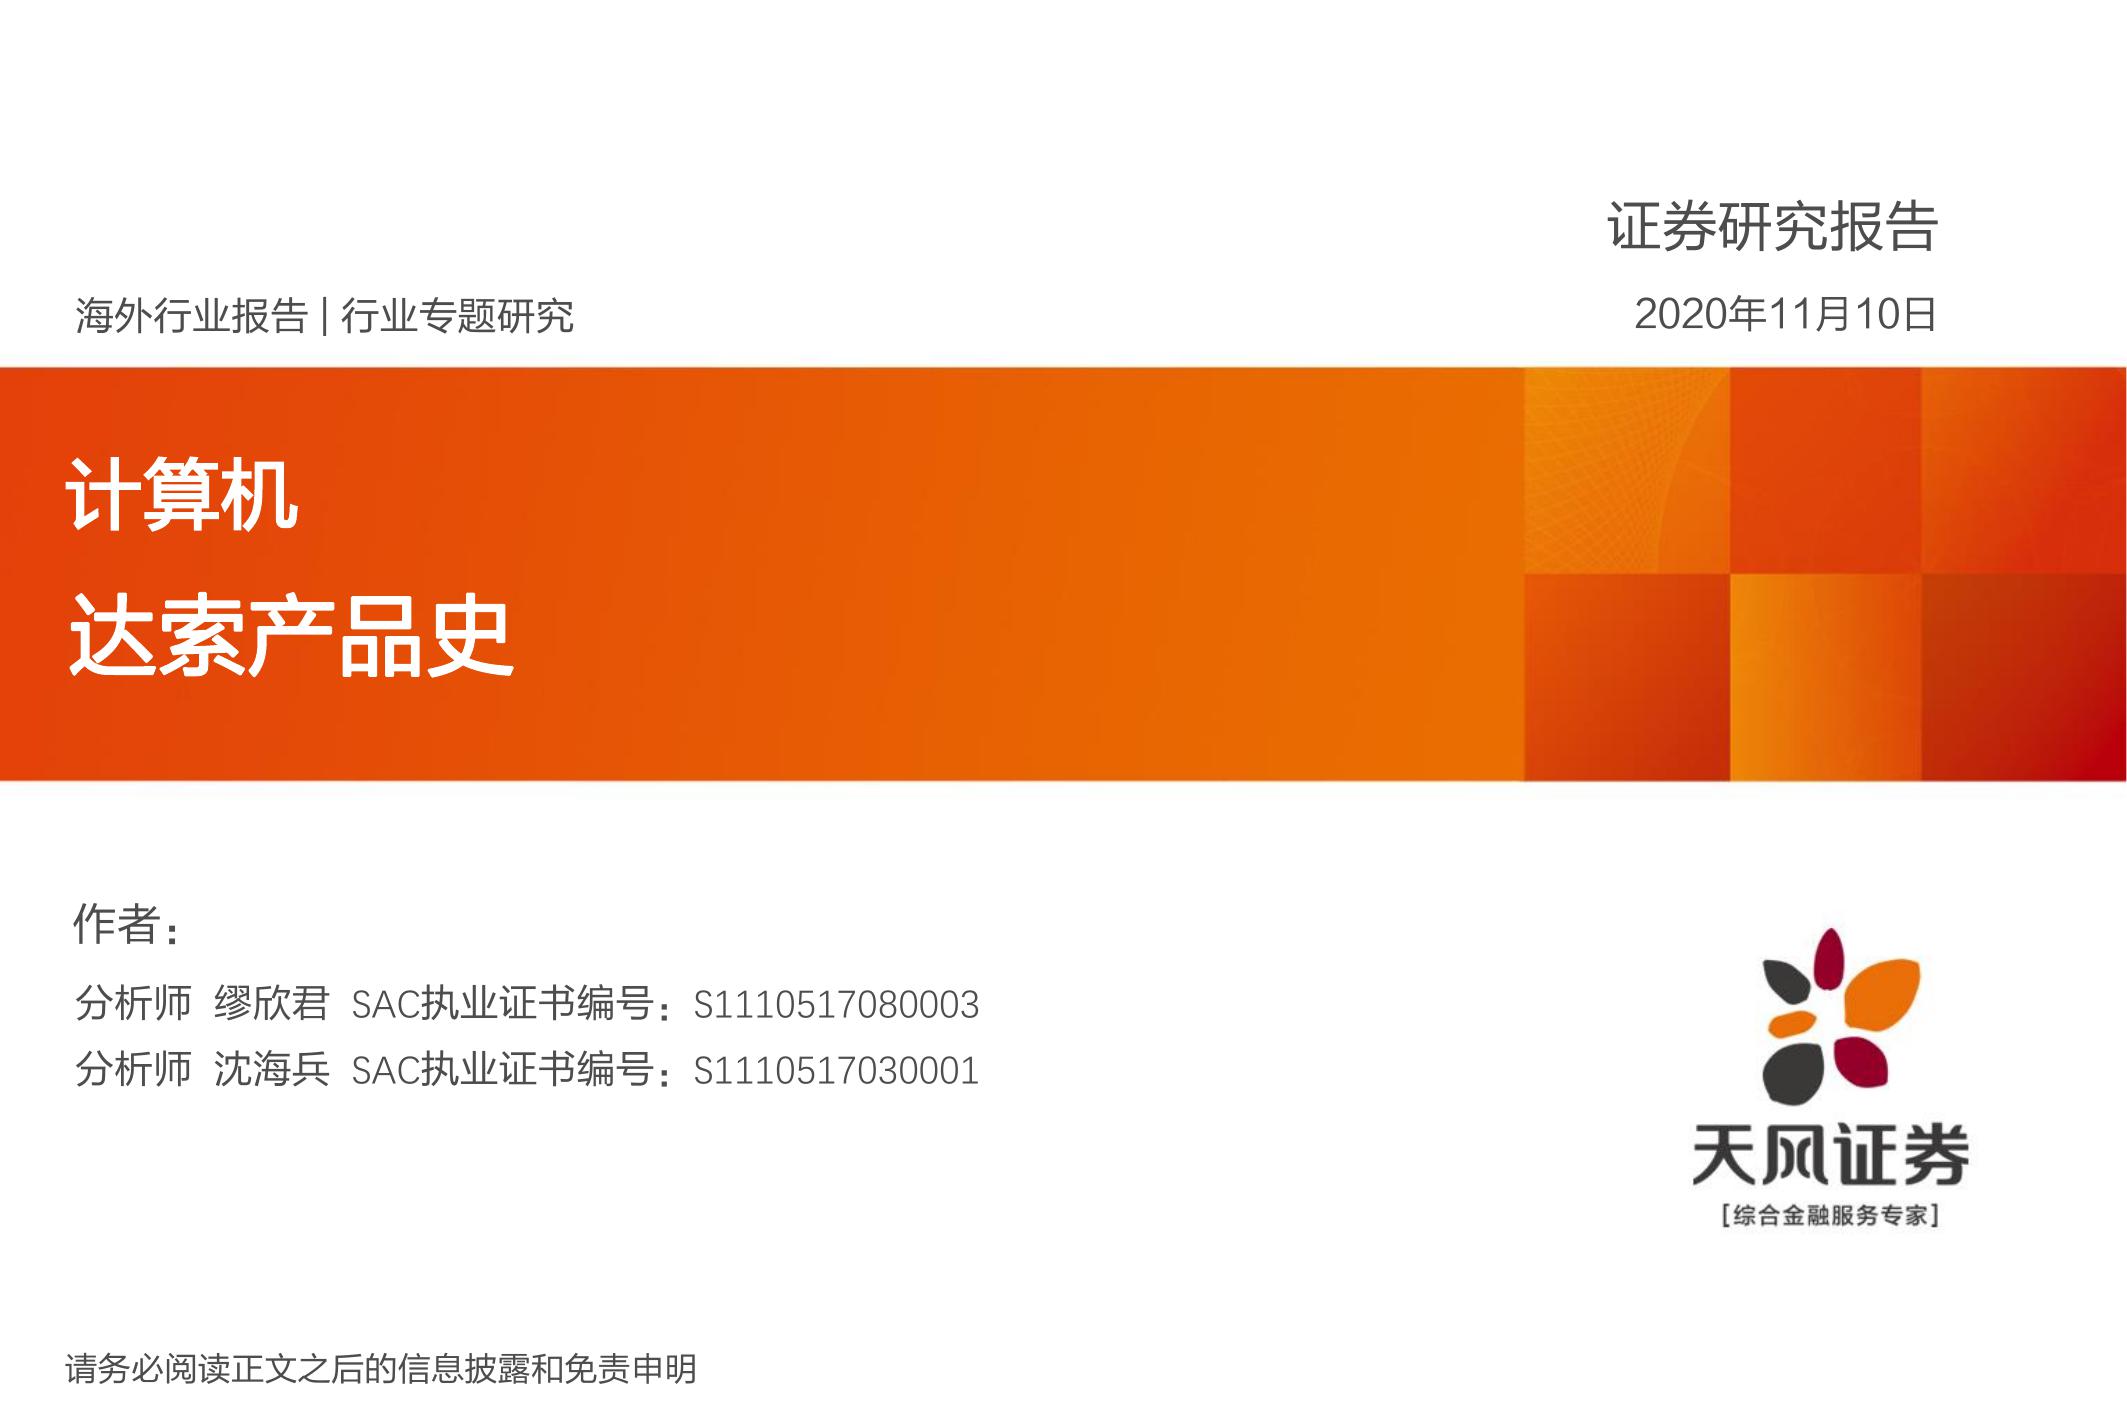 证券研究报告
海外行业报告 | 行业专题研究
2020年11月10日
计算机
达索产品史
作者：
分析师 缪欣君 SAC执业证书编号：S1110517080003
分析师 沈海兵 SAC执业证书编号：S1110517030001
天风证券
[综合金融服务专家]
请务必阅读正文之后的信息披露和免责申明